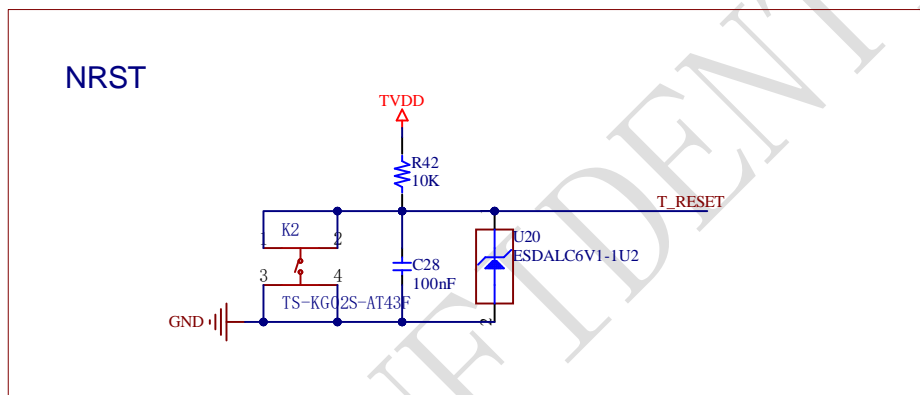 NRST
TVDD
R42
10K
T_RESET
K2
1
2
U20
ESDALC6V1-1U2
C28
100nF
3
4
TS-KG02S-AT43F
GND
2